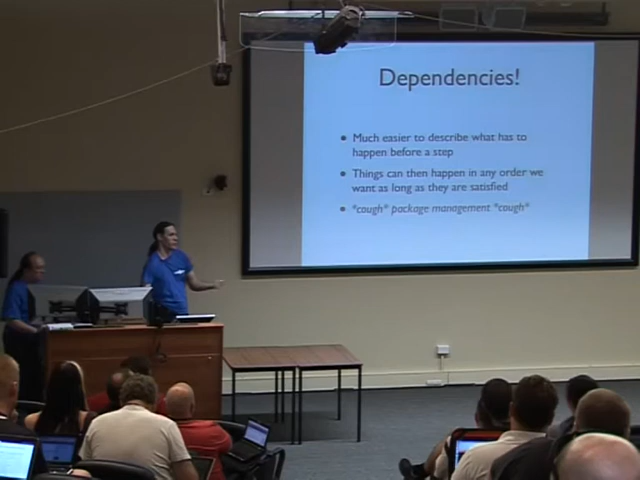 Dependencies!
• Much easier to describe what has to
happen before a step
• Things can then happen in any order we
want as long as they are satisfied
• *cough* package management *cough*